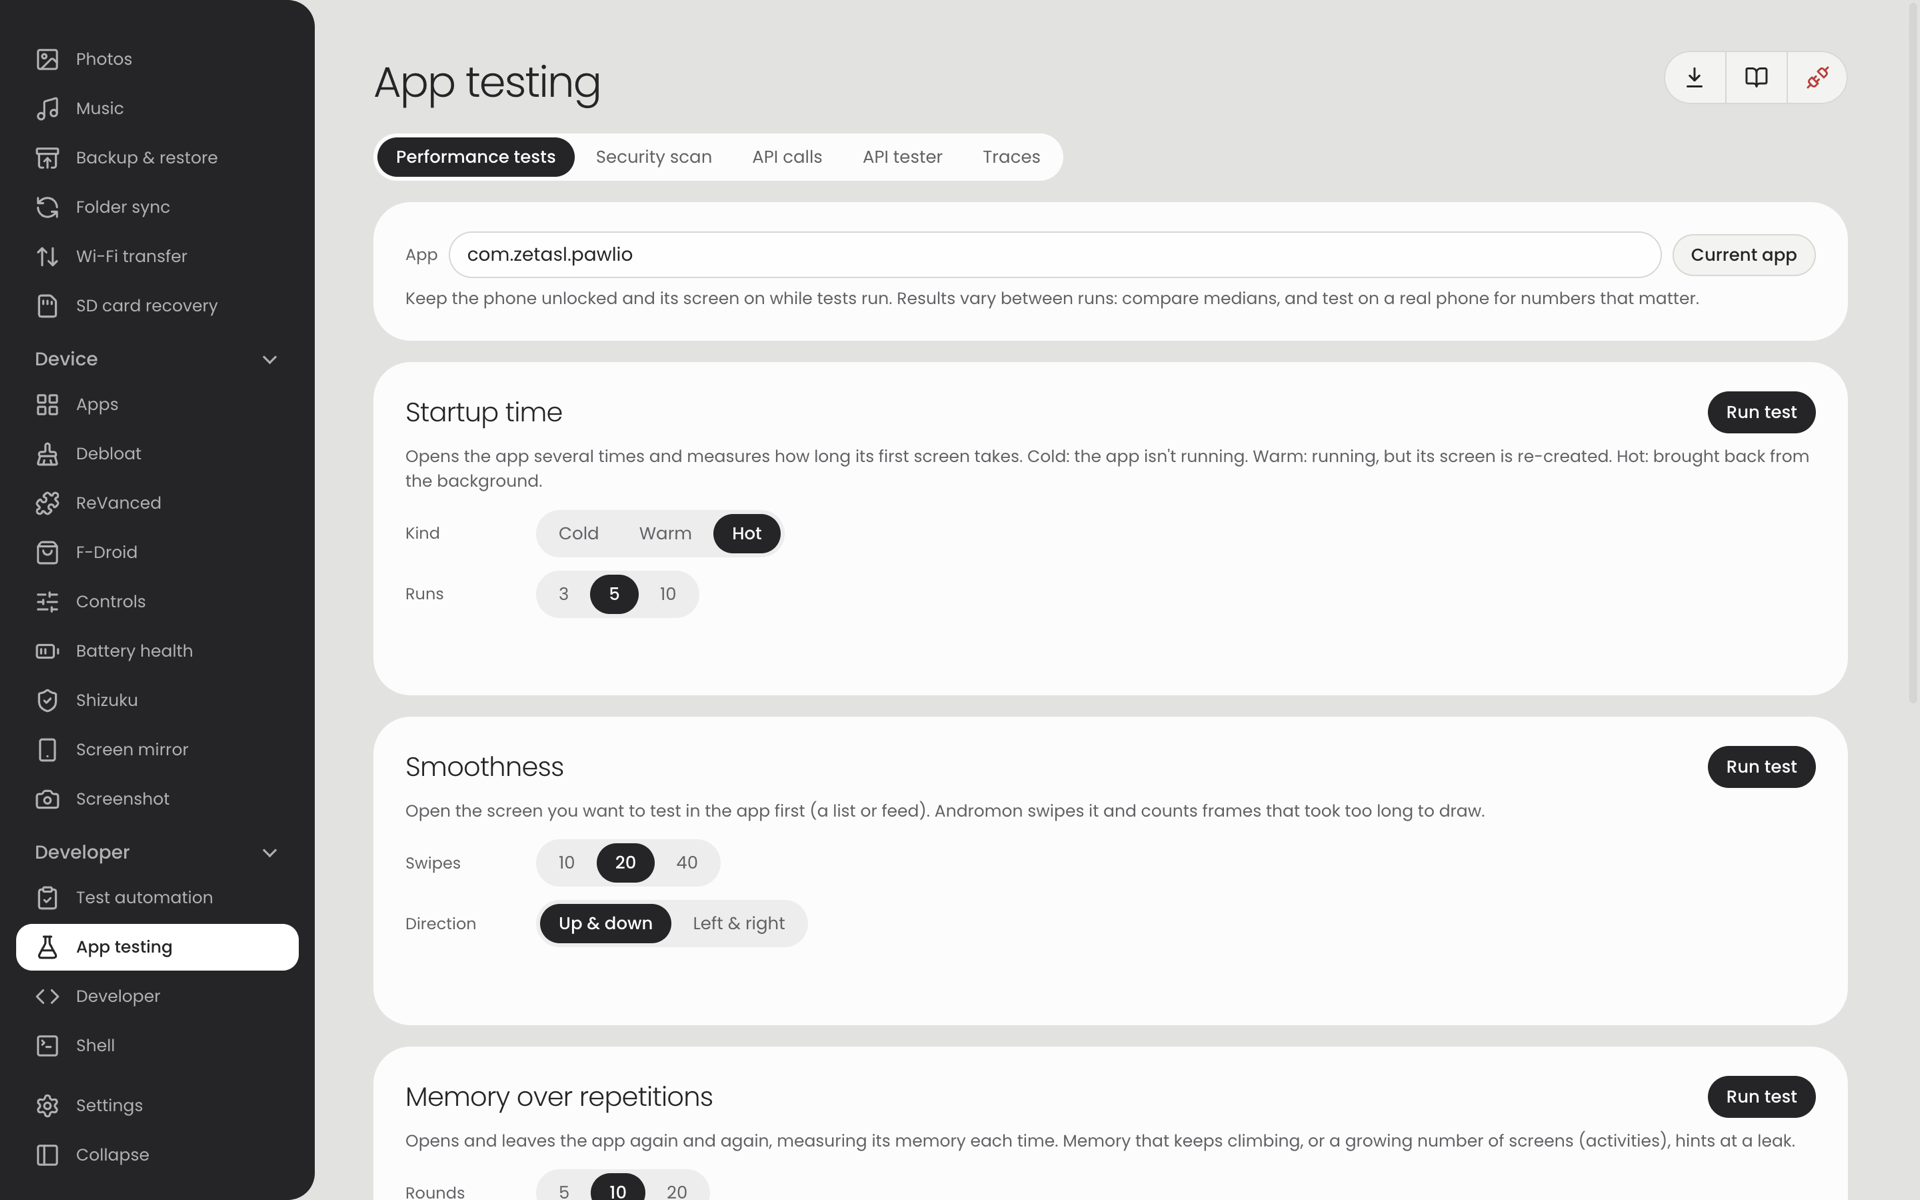 Photos
Music
Backup & restore
Folder sync
Wi-Fi transfer
SD card recovery
Device
Apps
Debloat
ReVanced
F-Droid
Controls
Battery health
Shizuku
Screen mirror
Screenshot
Developer
Test automation
App testing
Developer
Shell
Settings
Collapse
App testing
Performance tests
Security scan
API calls
API tester
Traces
App
com.zetasl.pawlio
Current app
Keep the phone unlocked and its screen on while tests run. Results vary between runs: compare medians, and test on a real phone for numbers that matter.
Startup time
Run test
Opens the app several times and measures how long its first screen takes. Cold: the app isn't running. Warm: running, but its screen is re-created. Hot: brought back from
the background.
Kind
Cold
Warm
Hot
Runs
3
5
10
Smoothness
Run test
Open the screen you want to test in the app first (a list or feed). Andromon swipes it and counts frames that took too long to draw.
Swipes
10
20
40
Direction
Up & down
Left & right
Memory over repetitions
Run test
Opens and leaves the app again and again, measuring its memory each time. Memory that keeps climbing, or a growing number of screens (activities), hints at a leak.
Rounds
5
10
20